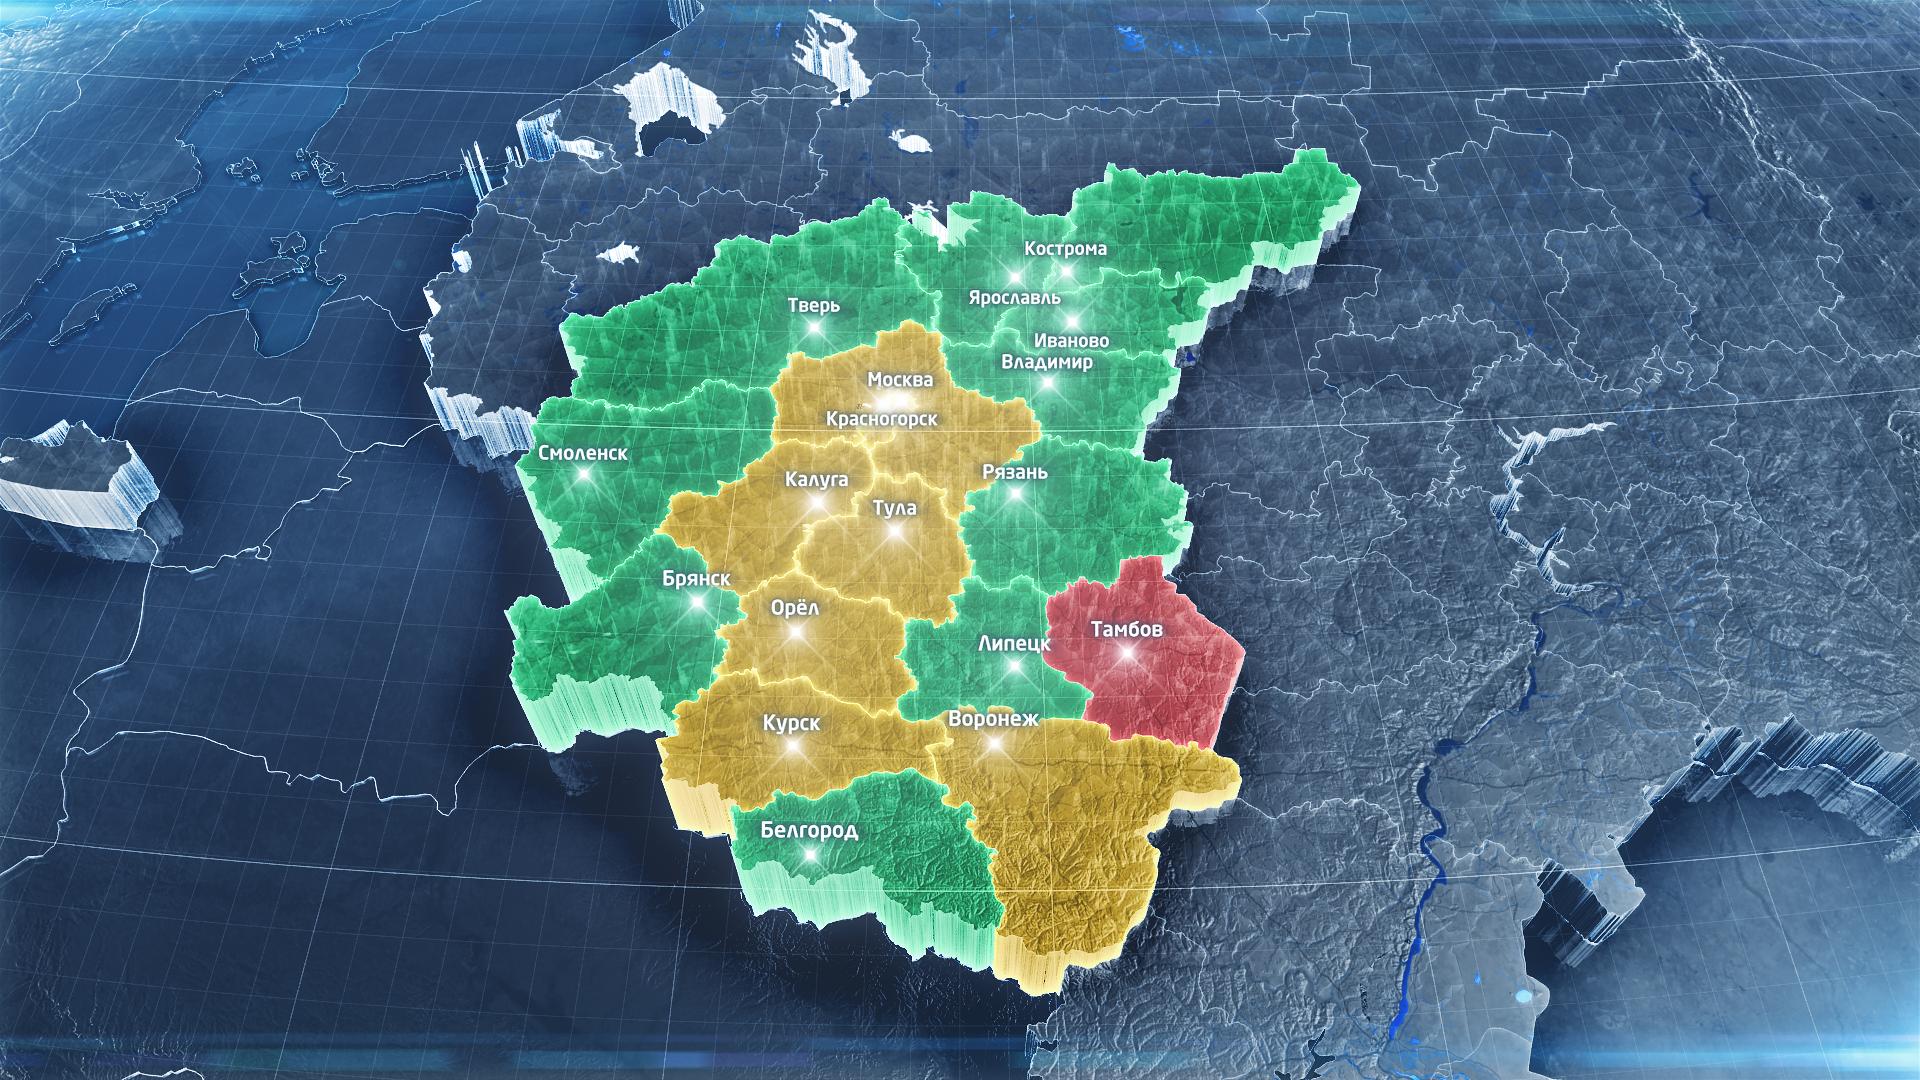 Кострома
Ярославль
Тверь
Иваново
Владимир
Москва
Красногорск
Смоленск
Калуга
Рязань
Тула
Брянск
Орёл
Тамбов
Липецк
Курск
Воронеж
Белгород